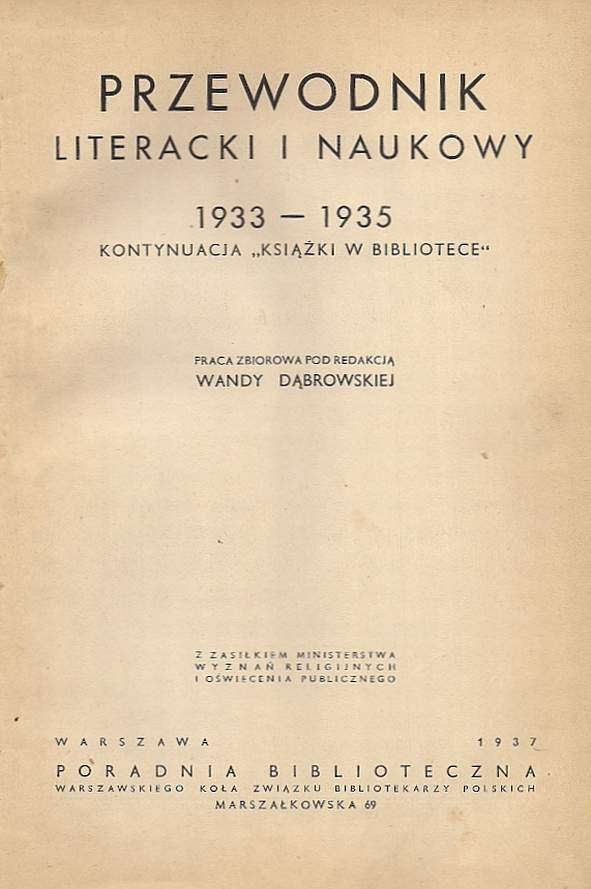 PRZEWODNIK
LITERACKI I NAUKOWY
1933 — 1935
KONTYNUACJA „KSIĄŻKI W BIBLIOTECE“
PRACA ZBIOROWA POD REDAKCJĄ
WANDY DĄBROWSKIEJ
Z ZASIŁKIEM MINISTERSTWA
WYZNAŃ RELIGIJNYCH
I OŚWIECENIA PUBLICZNEGO
WARSZAWA 1937
PORADNIA BIBLIOTECZNA
WARSZAWSKIEGO KOŁA ZWIĄZKU BIBLIOTEKARZY POLSKICH
MARSZAŁKOWSKA 69